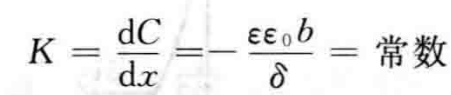 K = dC/dx = - εε₀b/δ = 常数